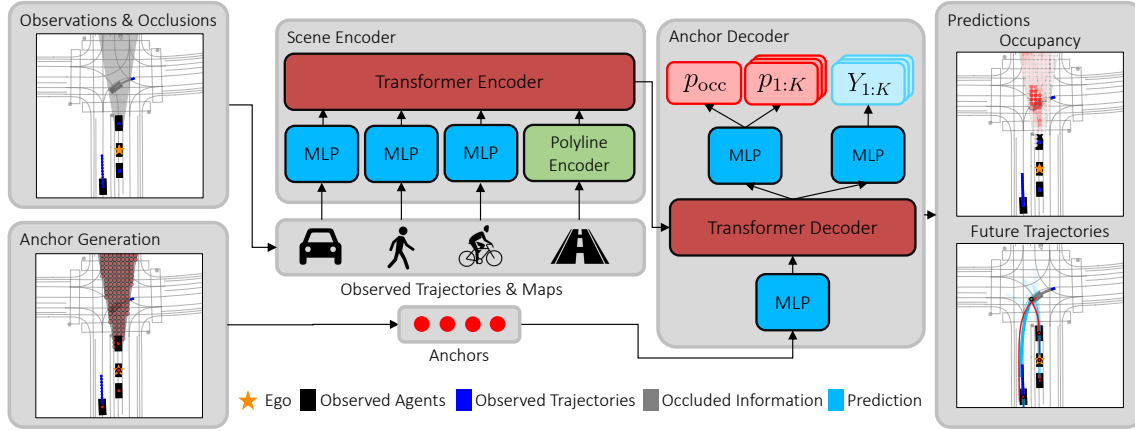 Observations & Occlusions
Anchor Generation
Scene Encoder
Transformer Encoder
MLP
MLP
MLP
Polyline
Encoder
Observed Trajectories & Maps
Anchors
Anchor Decoder
p_occ
p_1:K
Y_1:K
MLP
MLP
Transformer Decoder
MLP
Predictions
Occupancy
Future Trajectories
Ego
Observed Agents
Observed Trajectories
Occluded Information
Prediction